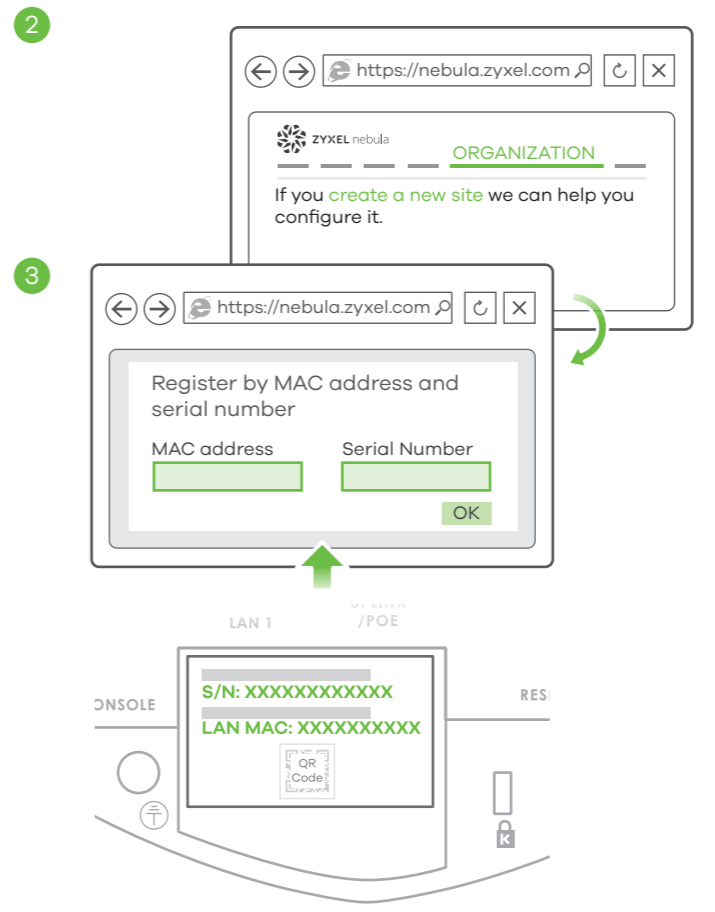 2
https://nebula.zyxel.com
ZYXEL nebula
ORGANIZATION
If you create a new site we can help you
configure it.
3
https://nebula.zyxel.com
Register by MAC address and
serial number
MAC address Serial Number
OK
LAN 1
/POE
S/N: XXXXXXXXXXXX
ONSOLE
RES
LAN MAC: XXXXXXXXXX
QR
Code
K